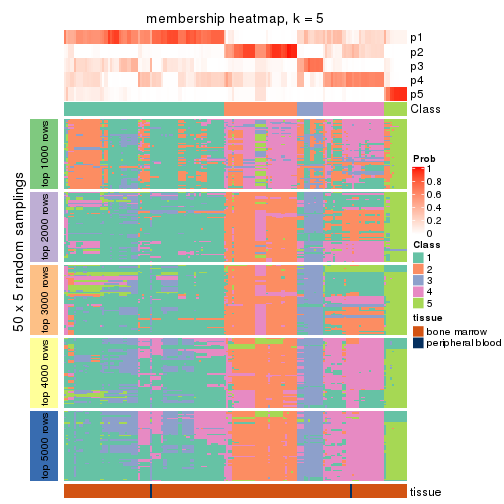 membership heatmap, k = 5
p1
p2
p3
p4
p5
Class
50 x 5 random samplings
top 1000 rows
top 2000 rows
top 3000 rows
top 4000 rows
top 5000 rows
Prob
0.8
0.6
0.4
0.2
0
Class
1
2
3
4
5
tissue
bone marrow
peripheral blood
tissue